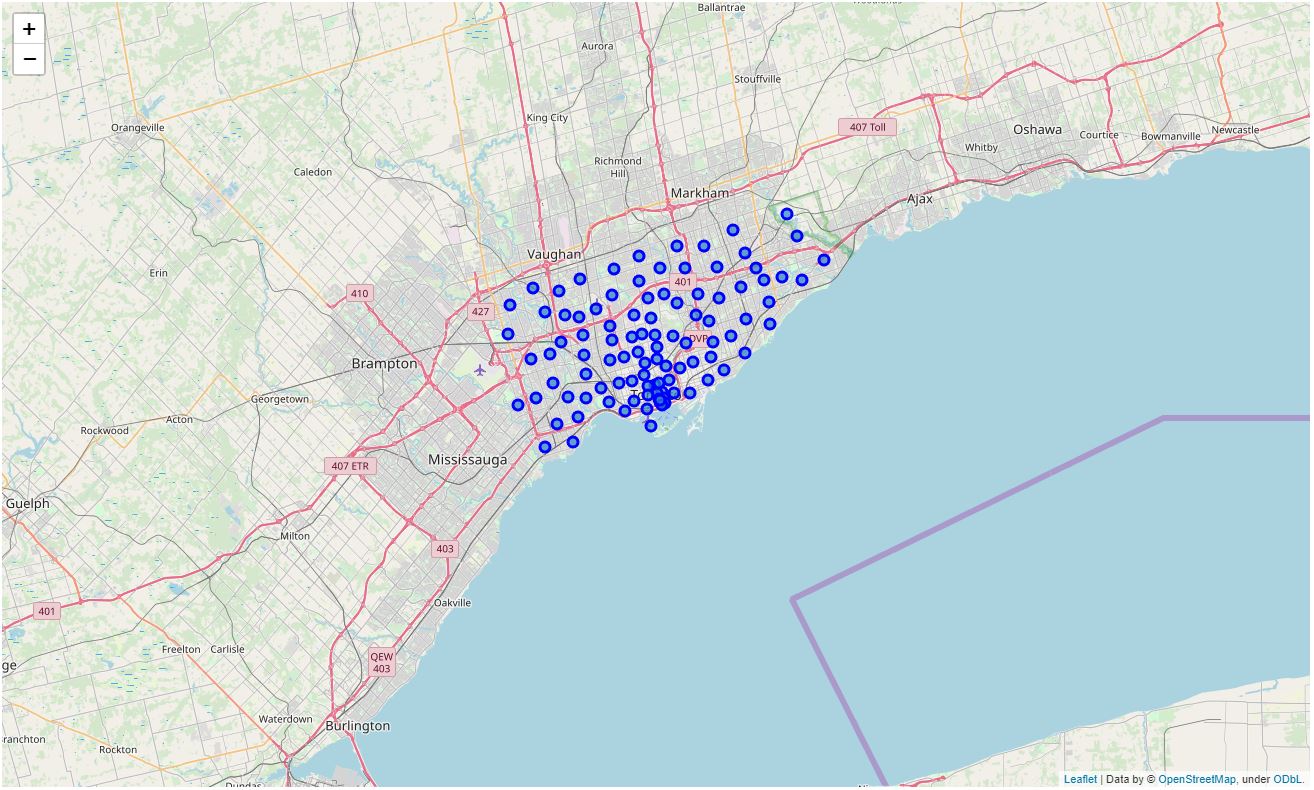 Ballantrae
+
Aurora
−
Stouffville
King City
407 Toll
Orangeville
Oshawa
Courtice
Newcastle
Bowmanville
Whitby
Richmond
Hill
Caledon
Markham
Ajax
Vaughan
Erin
401
410
427
DVP
Brampton
Georgetown
Acton
Rockwood
Mississauga
407 ETR
Guelph
Milton
403
Oakville
401
Freelton
Carlisle
QEW
403
Waterdown
Burlington
Rockton
Leaflet | Data by © OpenStreetMap, under ODbL.